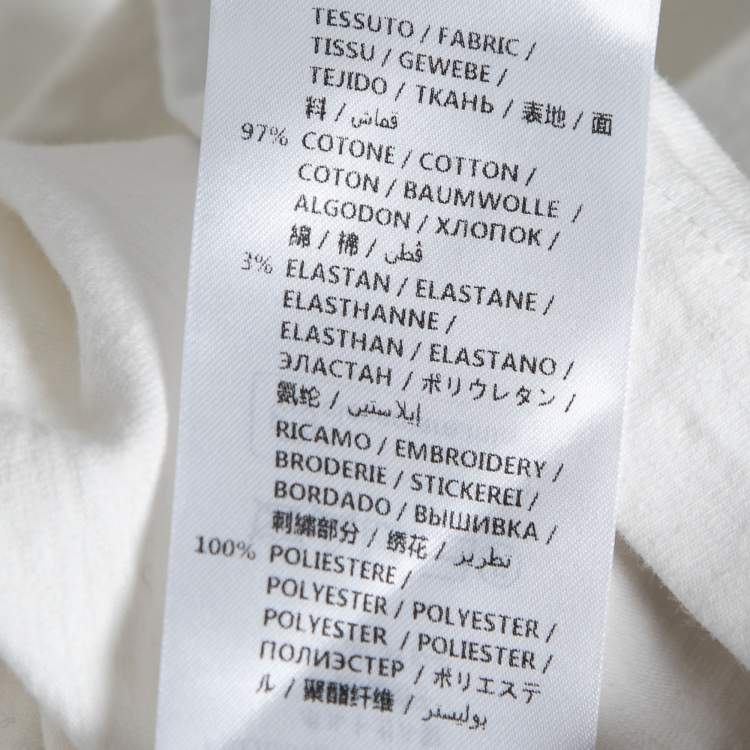 TESSUTO / FABRIC /
TISSU / GEWEBE /
TEJIDO / ТКАНЬ / 表地 / 面
料 / قماش
97% COTONE / COTTON /
COTON / BAUMWOLLE /
ALGODON / ХЛОПОК /
綿 / 棉 / قطن
3% ELASTAN / ELASTANE /
ELASTHANNE /
ELASTHAN / ELASTANO /
ЭЛАСТАН / ポリウレタン /
氨纶 / إيلاستين
RICAMO / EMBROIDERY /
BRODERIE / STICKEREI /
BORDADO / ВЫШИВКА /
刺繍部分 / 绣花 / تطريز
100% POLIESTERE /
POLYESTER / POLYESTER /
POLYESTER / POLIESTER /
ПОЛИЭСТЕР / ポリエステ
ル / 聚酯纤维 / بوليستر